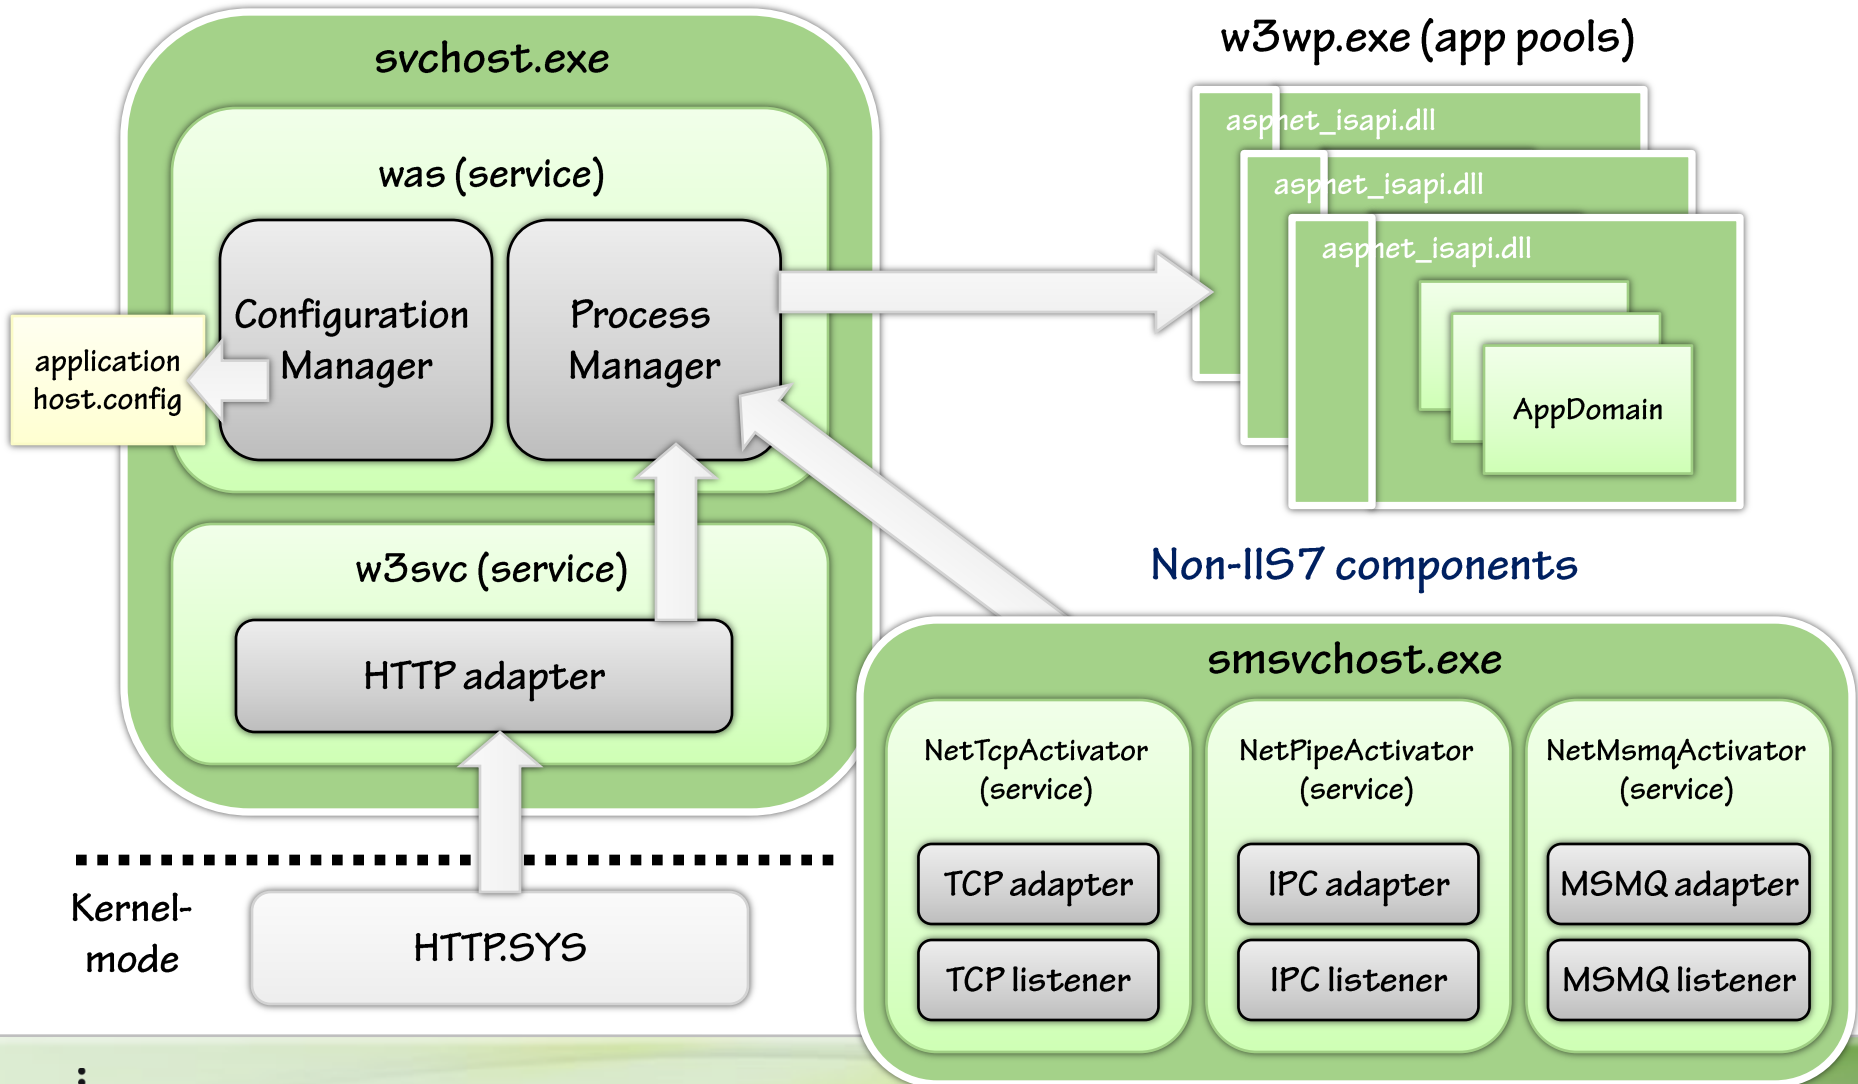 svchost.exe
was (service)
Configuration
Manager
Process
Manager
application
host.config
w3svc (service)
HTTP adapter
Kernel-
mode
HTTP.SYS
w3wp.exe (app pools)
aspnet_isapi.dll
aspnet_isapi.dll
aspnet_isapi.dll
AppDomain
Non-IIS7 components
smsvchost.exe
NetTcpActivator
(service)
TCP adapter
TCP listener
NetPipeActivator
(service)
IPC adapter
IPC listener
NetMsmqActivator
(service)
MSMQ adapter
MSMQ listener